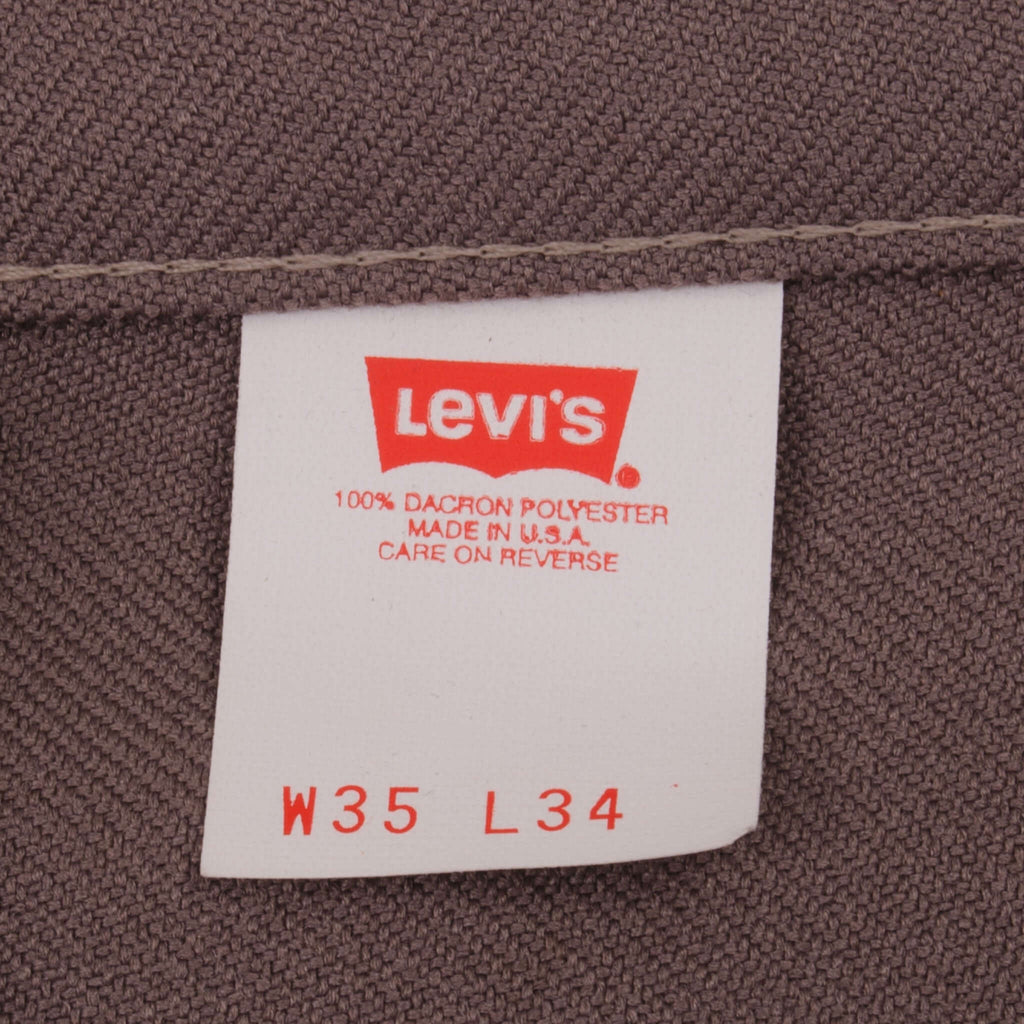 LEVI'S
100% DACRON POLYESTER
MADE IN U.S.A.
CARE ON REVERSE
W35 L34